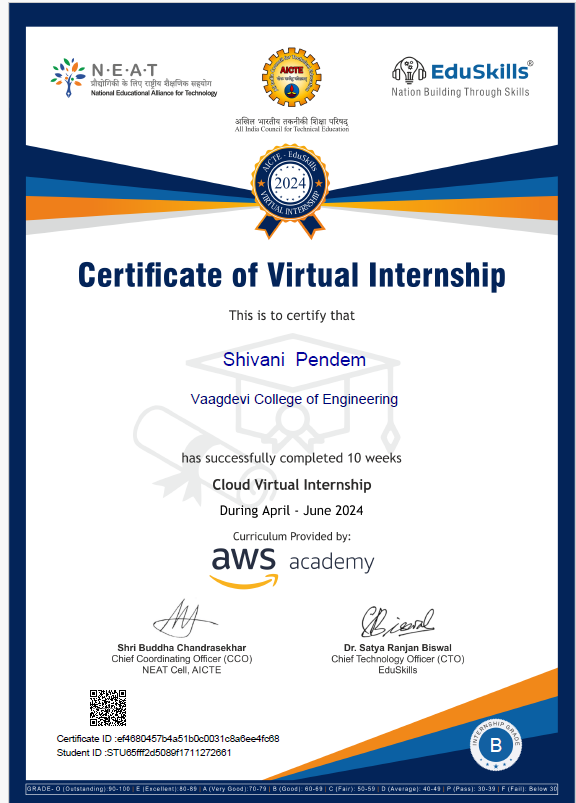 N·E·A·T
प्रौद्योगिकी के लिए राष्ट्रीय शैक्षणिक सहयोग
National Educational Alliance for Technology
AICTE
अखिल भारतीय तकनीकी शिक्षा परिषद्
All India Council for Technical Education
EduSkills®
Nation Building Through Skills
AICTE - EduSkills
2024
VIRTUAL INTERNSHIP
Certificate of Virtual Internship
This is to certify that
Shivani Pendem
Vaagdevi College of Engineering
has successfully completed 10 weeks
Cloud Virtual Internship
During April - June 2024
Curriculum Provided by:
aws academy
Shri Buddha Chandrasekhar
Chief Coordinating Officer (CCO)
NEAT Cell, AICTE
Dr. Satya Ranjan Biswal
Chief Technology Officer (CTO)
EduSkills
Certificate ID :ef4680457b4a51b0c0031c8a6ee4fc68
Student ID :STU65fff2d5089f1711272661
INTERNSHIP GRADE
B
GRADE- O (Outstanding):90-100 | E (Excellent):80-89 | A (Very Good):70-79 | B (Good): 60-69 | C (Fair): 50-59 | D (Average): 40-49 | P (Pass): 30-39 | F (Fail): Below 30